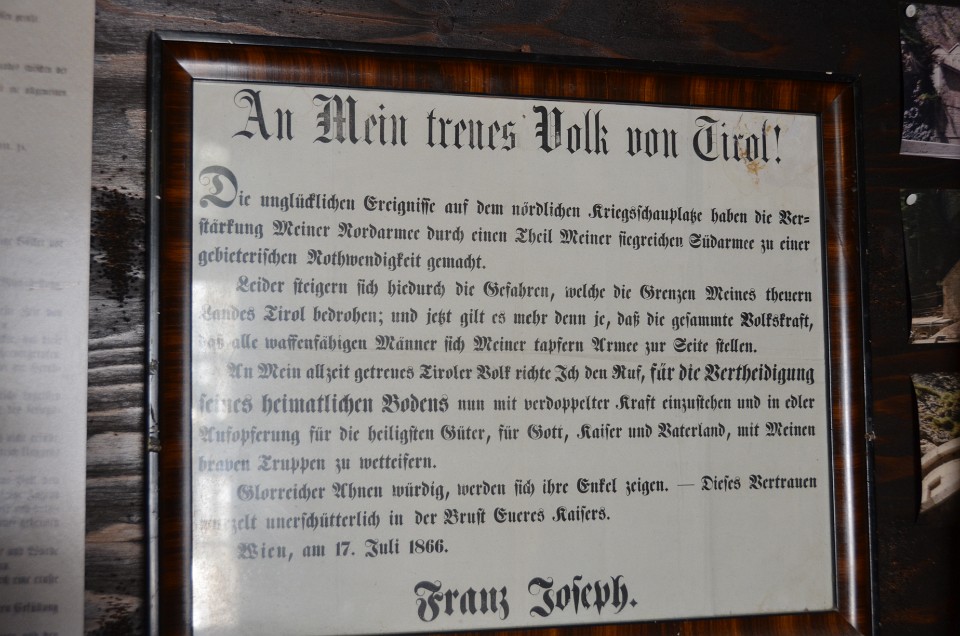 An Mein treues Volk von Tirol!
Die unglücklichen Ereignisse auf dem nördlichen Kriegsschauplatze haben die Ver=
stärkung Meiner Nordarmee durch einen Theil Meiner siegreichen Südarmee zu einer
gebieterischen Nothwendigkeit gemacht.
Leider steigern sich hiedurch die Gefahren, welche die Grenzen Meines theuern
Landes Tirol bedrohen; und jetzt gilt es mehr denn je, daß die gesammte Volkskraft,
daß alle waffenfähigen Männer sich Meiner tapfern Armee zur Seite stellen.
An Mein allzeit getreues Tiroler Volk richte Ich den Ruf, für die Vertheidigung
seines heimatlichen Bodens nun mit verdoppelter Kraft einzustehen und in edler
Aufopferung für die heiligsten Güter, für Gott, Kaiser und Vaterland, mit Meinen
braven Truppen zu wetteifern.
Glorreicher Ahnen würdig, werden sich ihre Enkel zeigen. — Dieses Vertrauen
wurzelt unerschütterlich in der Brust Eueres Kaisers.
Wien, am 17. Juli 1866.
Franz Joseph.